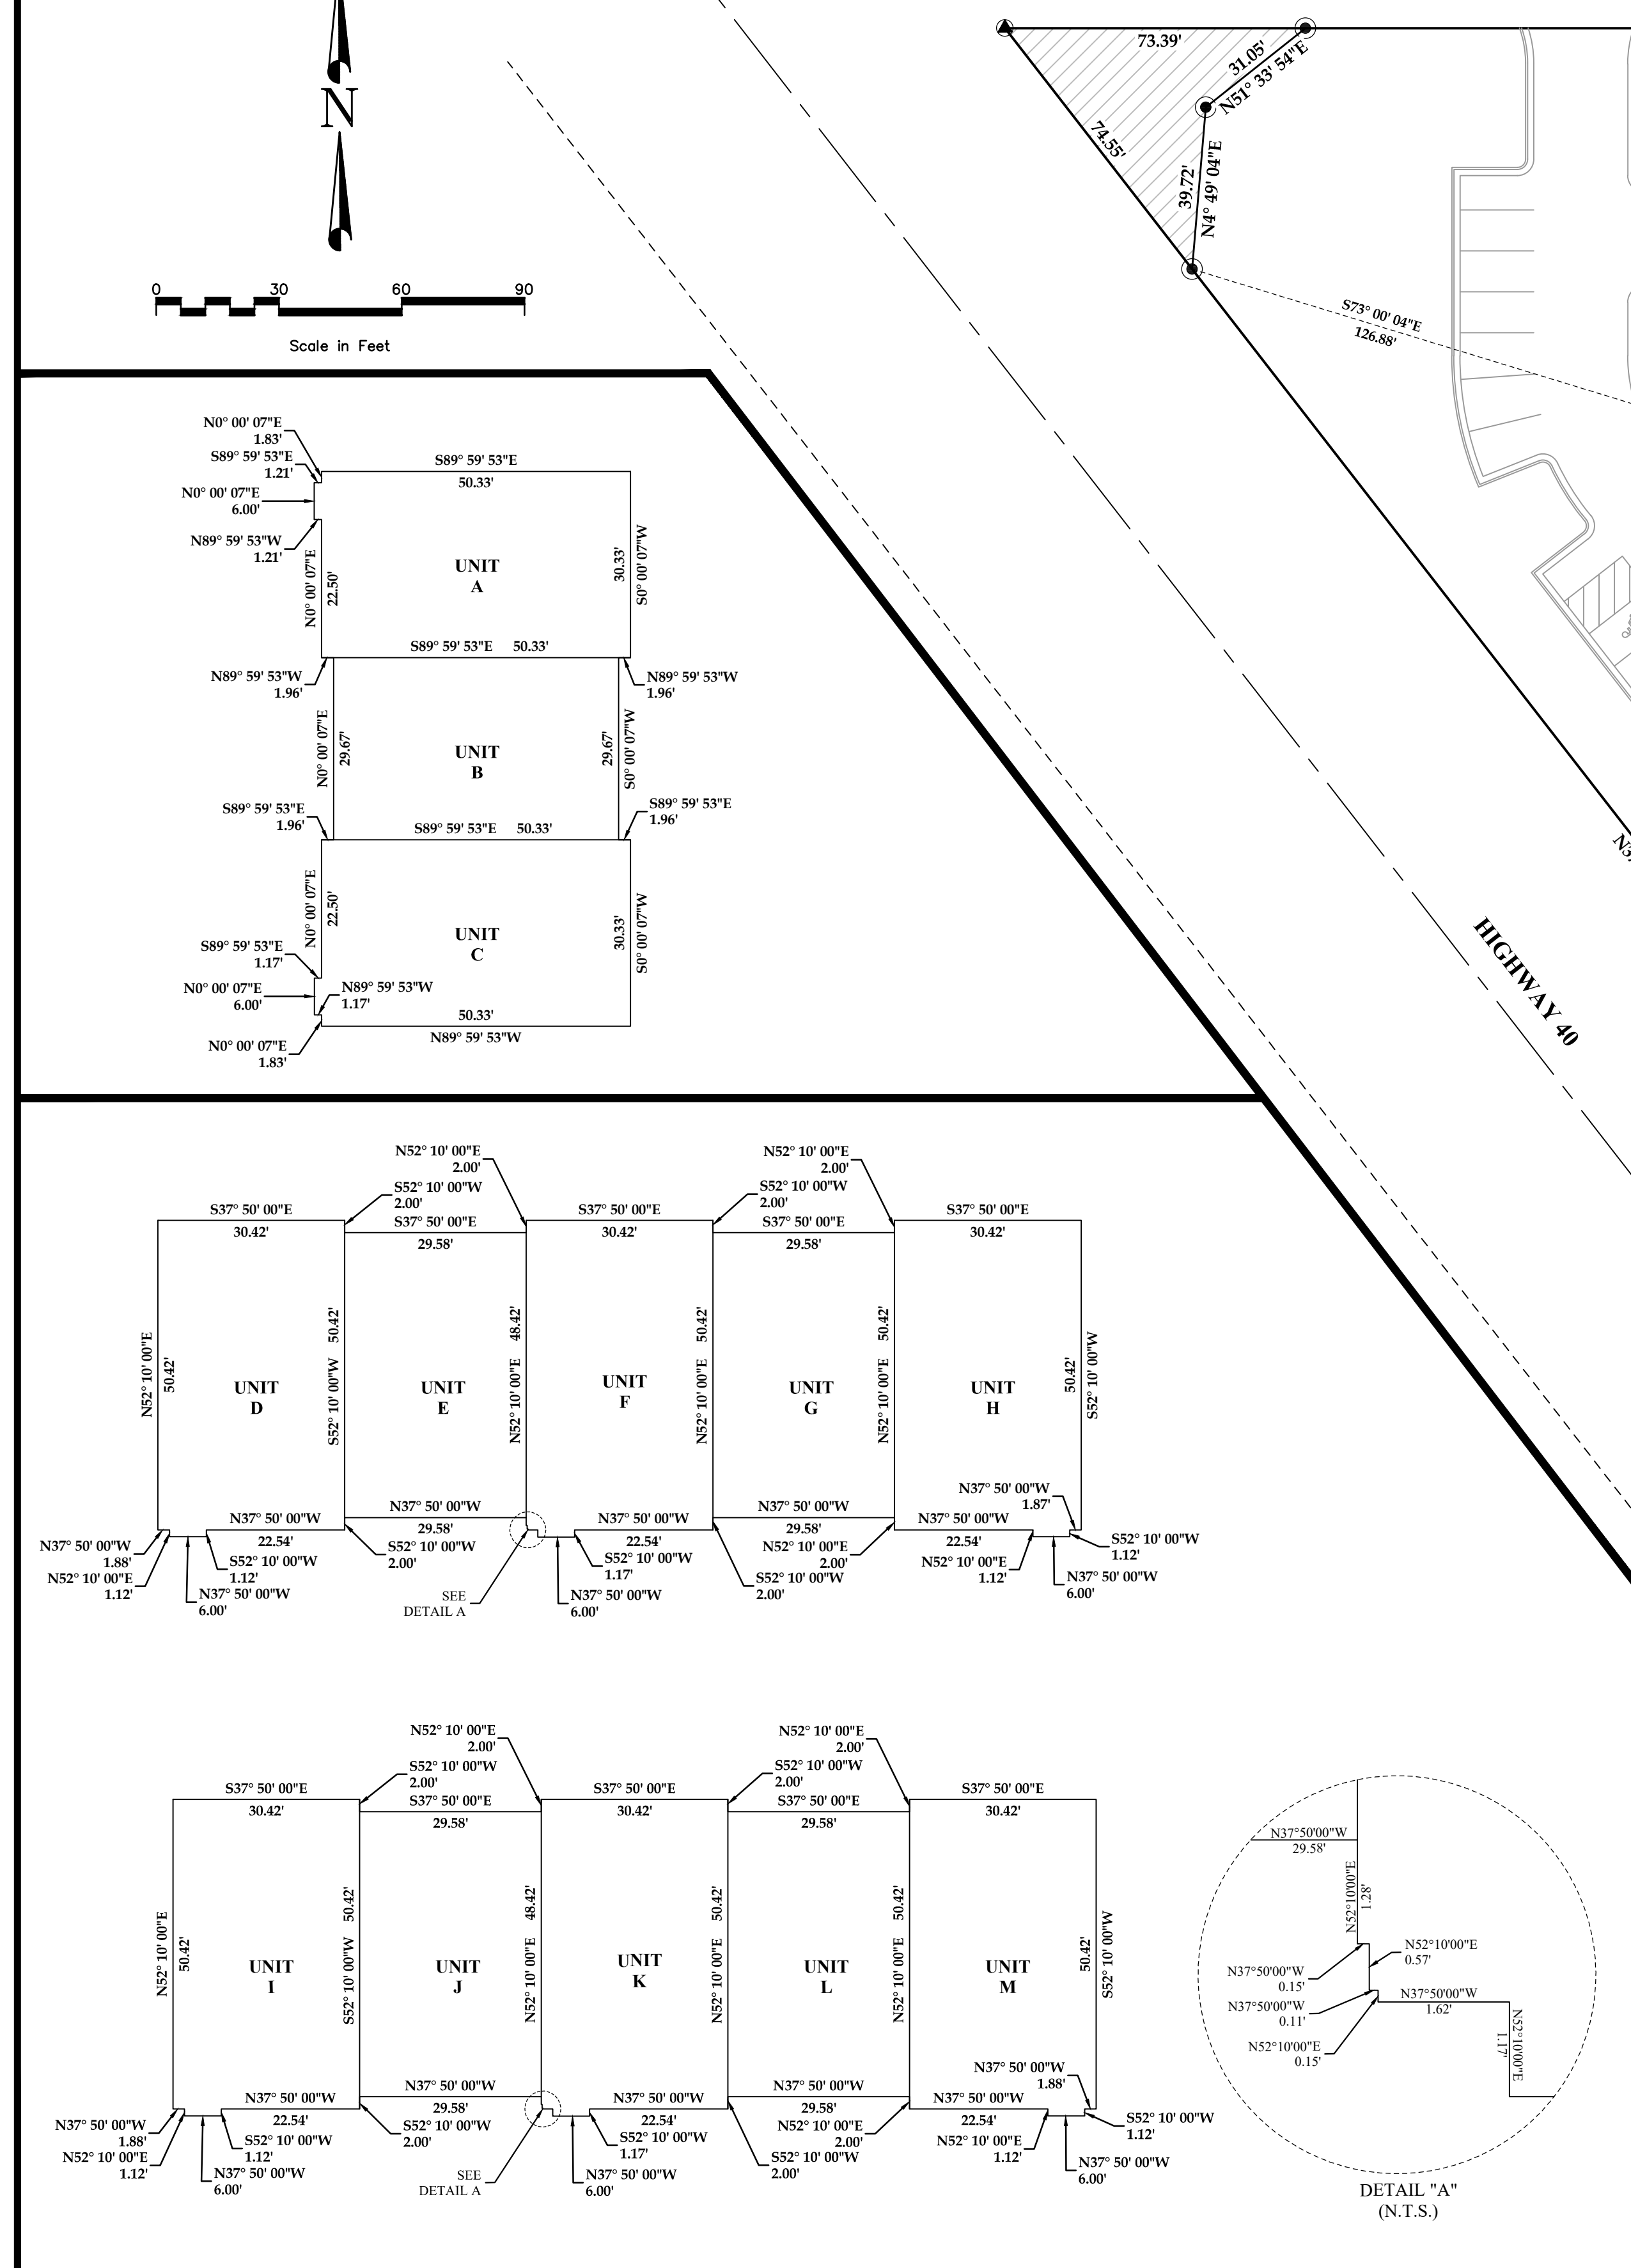 N
0 30 60 90
Scale in Feet
73.39'
31.05'
N51° 33' 54"E
74.55'
39.72'
N4° 49' 04"E
S73° 00' 04"E
126.88'
HIGHWAY 40
N0° 00' 07"E
1.83'
S89° 59' 53"E
1.21'
N0° 00' 07"E
6.00'
N89° 59' 53"W
1.21'
S89° 59' 53"E
50.33'
N0° 00' 07"E
22.50'
UNIT
A
30.33'
S0° 00' 07"W
S89° 59' 53"E 50.33'
N89° 59' 53"W
1.96'
N89° 59' 53"W
1.96'
N0° 00' 07"E
29.67'
UNIT
B
29.67'
S0° 00' 07"W
S89° 59' 53"E
1.96'
S89° 59' 53"E 50.33'
S89° 59' 53"E
1.96'
N0° 00' 07"E
22.50'
UNIT
C
30.33'
S0° 00' 07"W
S89° 59' 53"E
1.17'
N0° 00' 07"E
6.00'
N89° 59' 53"W
1.17'
N0° 00' 07"E
1.83'
50.33'
N89° 59' 53"W
N52° 10' 00"E
2.00'
N52° 10' 00"E
2.00'
S52° 10' 00"W
2.00'
S52° 10' 00"W
2.00'
S37° 50' 00"E
30.42'
S37° 50' 00"E
29.58'
S37° 50' 00"E
30.42'
S37° 50' 00"E
29.58'
S37° 50' 00"E
30.42'
N52° 10' 00"E
50.42'
UNIT
D
S52° 10' 00"W 50.42'
UNIT
E
N52° 10' 00"E 48.42'
UNIT
F
N52° 10' 00"E 50.42'
UNIT
G
N52° 10' 00"E 50.42'
UNIT
H
50.42'
S52° 10' 00"W
N37° 50' 00"W
1.88'
N52° 10' 00"E
1.12'
N37° 50' 00"W
22.54'
S52° 10' 00"W
1.12'
N37° 50' 00"W
6.00'
N37° 50' 00"W
29.58'
S52° 10' 00"W
2.00'
SEE
DETAIL A
N37° 50' 00"W
22.54'
S52° 10' 00"W
1.17'
N37° 50' 00"W
6.00'
N37° 50' 00"W
29.58'
N52° 10' 00"E
2.00'
S52° 10' 00"W
2.00'
N37° 50' 00"W
1.87'
N37° 50' 00"W
22.54'
N52° 10' 00"E
1.12'
S52° 10' 00"W
1.12'
N37° 50' 00"W
6.00'
N52° 10' 00"E
2.00'
N52° 10' 00"E
2.00'
S52° 10' 00"W
2.00'
S52° 10' 00"W
2.00'
S37° 50' 00"E
30.42'
S37° 50' 00"E
29.58'
S37° 50' 00"E
30.42'
S37° 50' 00"E
29.58'
S37° 50' 00"E
30.42'
N52° 10' 00"E
50.42'
UNIT
I
S52° 10' 00"W 50.42'
UNIT
J
N52° 10' 00"E 48.42'
UNIT
K
N52° 10' 00"E 50.42'
UNIT
L
N52° 10' 00"E 50.42'
UNIT
M
50.42'
S52° 10' 00"W
N37° 50' 00"W
1.88'
N52° 10' 00"E
1.12'
N37° 50' 00"W
22.54'
S52° 10' 00"W
1.12'
N37° 50' 00"W
6.00'
N37° 50' 00"W
29.58'
S52° 10' 00"W
2.00'
SEE
DETAIL A
N37° 50' 00"W
22.54'
S52° 10' 00"W
1.17'
N37° 50' 00"W
6.00'
N37° 50' 00"W
29.58'
N52° 10' 00"E
2.00'
S52° 10' 00"W
2.00'
N37° 50' 00"W
1.88'
N37° 50' 00"W
22.54'
N52° 10' 00"E
1.12'
S52° 10' 00"W
1.12'
N37° 50' 00"W
6.00'
N37°50'00"W
29.58'
N52°10'00"E
1.28'
N52°10'00"E
0.57'
N37°50'00"W
0.15'
N37°50'00"W
0.11'
N37°50'00"W
1.62'
N52°10'00"E
0.15'
N52°10'00"E
1.17'
DETAIL "A"
(N.T.S.)